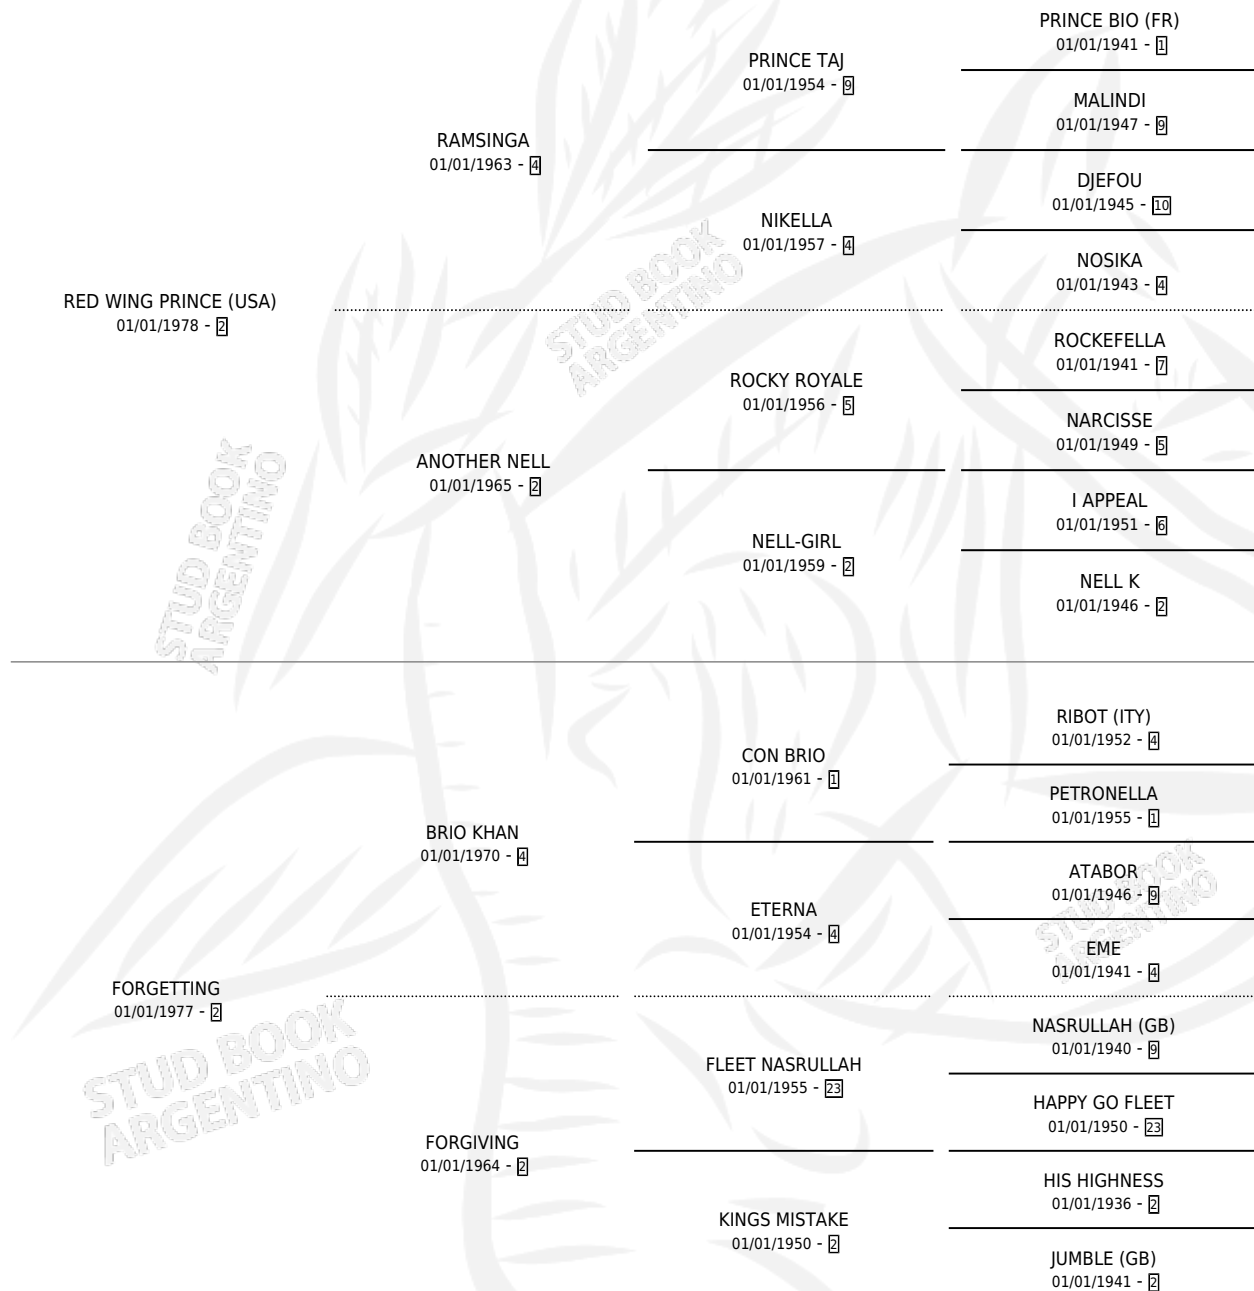 PRINCE BIO (FR)
01/01/1941 - 1
PRINCE TAJ
01/01/1954 - 9
MALINDI
01/01/1947 - 9
RAMSINGA
01/01/1963 - 4
DJEFOU
01/01/1945 - 10
NIKELLA
01/01/1957 - 4
NOSIKA
01/01/1943 - 4
RED WING PRINCE (USA)
01/01/1978 - 2
ROCKEFELLA
01/01/1941 - 7
ROCKY ROYALE
01/01/1956 - 5
NARCISSE
01/01/1949 - 5
ANOTHER NELL
01/01/1965 - 2
I APPEAL
01/01/1951 - 6
NELL-GIRL
01/01/1959 - 2
NELL K
01/01/1946 - 2
RIBOT (ITY)
01/01/1952 - 4
CON BRIO
01/01/1961 - 1
PETRONELLA
01/01/1955 - 1
BRIO KHAN
01/01/1970 - 4
ATABOR
01/01/1946 - 9
ETERNA
01/01/1954 - 4
EME
01/01/1941 - 4
FORGETTING
01/01/1977 - 2
NASRULLAH (GB)
01/01/1940 - 9
FLEET NASRULLAH
01/01/1955 - 23
HAPPY GO FLEET
01/01/1950 - 23
FORGIVING
01/01/1964 - 2
HIS HIGHNESS
01/01/1936 - 2
KINGS MISTAKE
01/01/1950 - 2
JUMBLE (GB)
01/01/1941 - 2
STUD BOOK
ARGENTINO
STUD BOOK
ARGENTINO
STUD BOOK
ARGENTINO
STUD BOOK
ARGENTINO